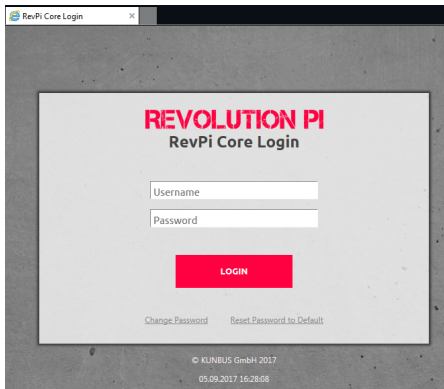 RevPi Core Login
REVOLUTION PI
RevPi Core Login
Username
Password
LOGIN
Change Password Reset Password to Default
© KUNBUS GmbH 2017
05.09.2017 16:28:08